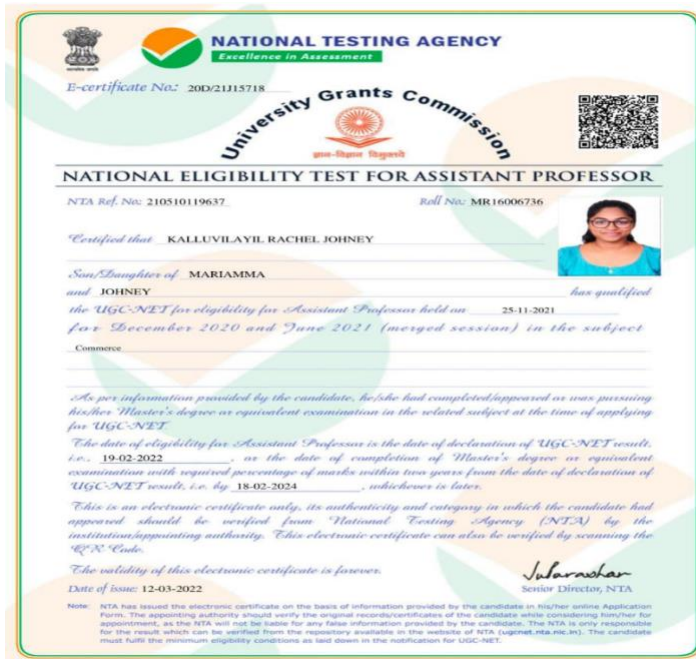 NATIONAL TESTING AGENCY
Excellence in Assessment
E-certificate No.: 20D/21J15718
University Grants Commission
ज्ञान-विज्ञान विमुक्तये
NATIONAL ELIGIBILITY TEST FOR ASSISTANT PROFESSOR
NTA Ref. No: 210510119637 Roll No: MR16006736
Certified that KALLUVILAYIL RACHEL JOHNEY
Son/Daughter of MARIAMMA
and JOHNEY has qualified
the UGC-NET for eligibility for Assistant Professor held on 25-11-2021
for December 2020 and June 2021 (merged session) in the subject
Commerce
As per information provided by the candidate, he/she had completed/appeared or was pursuing
his/her Master's degree or equivalent examination in the related subject at the time of applying
for UGC-NET
The date of eligibility for Assistant Professor is the date of declaration of UGC-NET result,
i.e., 19-02-2022, or the date of completion of Master's degree or equivalent
examination with required percentage of marks within two years from the date of declaration of
UGC-NET result, i.e. by 18-02-2024, whichever is later.
This is an electronic certificate only, its authenticity and category in which the candidate had
appeared should be verified from National Testing Agency (NTA) by the
institution/appointing authority. This electronic certificate can also be verified by scanning the
QR Code.
The validity of this electronic certificate is forever.
Date of issue: 12-03-2022 Senior Director, NTA
Note: NTA has issued the electronic certificate on the basis of information provided by the candidate in his/her online Application
Form. The appointing authority should verify the original records/certificates of the candidate while considering him/her for
appointment, as the NTA will not be liable for any false information provided by the candidate. The NTA is only responsible
for the result which can be verified from the repository available in the website of NTA (ugcnet.nta.nic.in). The candidate
must fulfil the minimum eligibility conditions as laid down in the notification for UGC-NET.